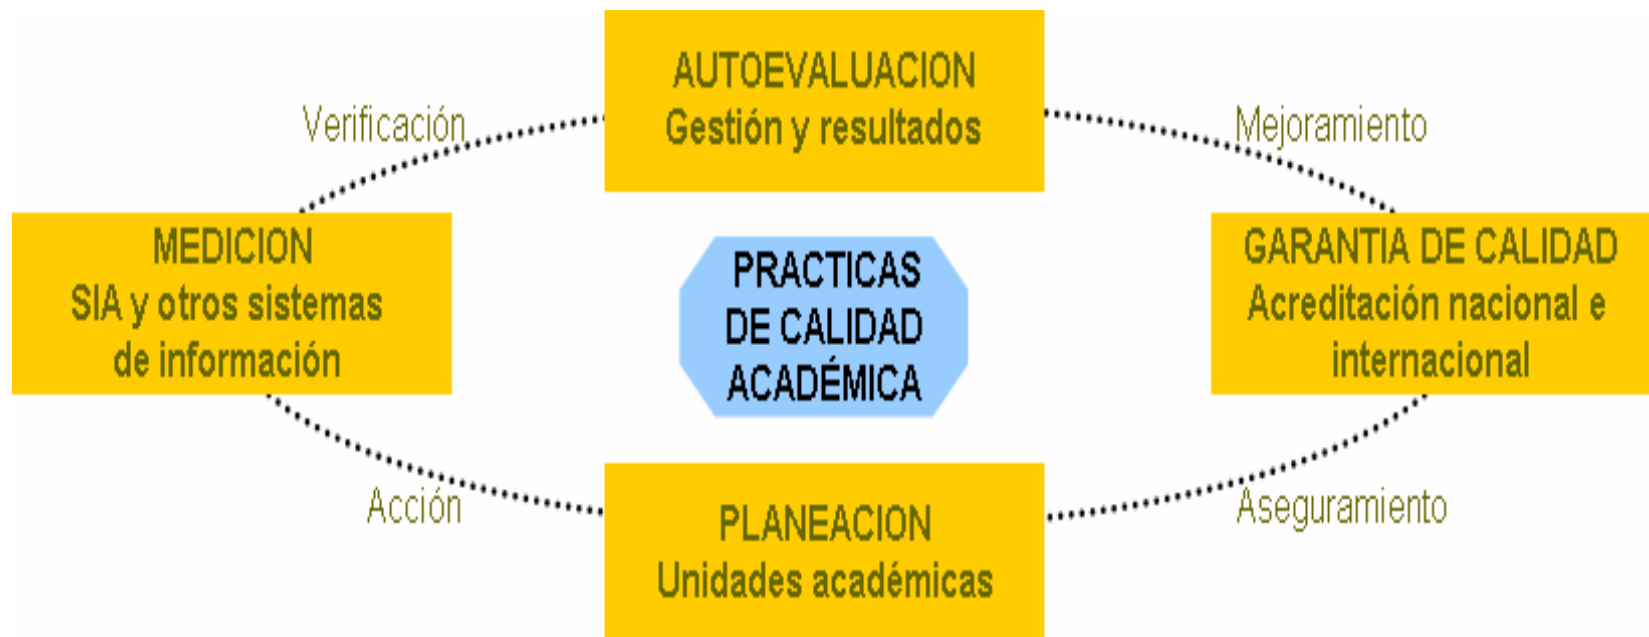 AUTOEVALUACION
Gestión y resultados
Verificación
Mejoramiento
MEDICION
SIA y otros sistemas
de información
PRACTICAS
DE CALIDAD
ACADÉMICA
GARANTIA DE CALIDAD
Acreditación nacional e
internacional
Acción
Aseguramiento
PLANEACION
Unidades académicas